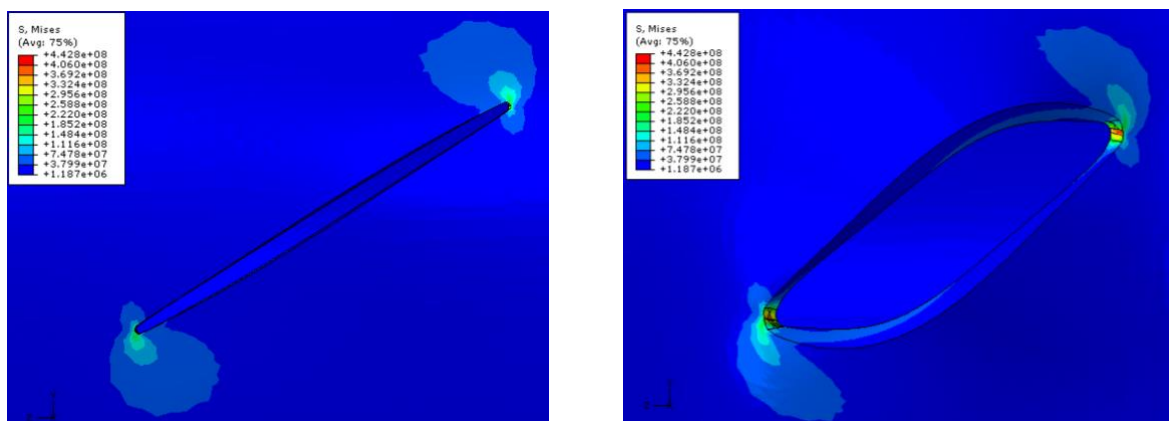 S, Mises
(Avg: 75%)
+4.428e+08
+4.060e+08
+3.692e+08
+3.324e+08
+2.956e+08
+2.588e+08
+2.220e+08
+1.852e+08
+1.484e+08
+1.116e+08
+7.478e+07
+3.799e+07
+1.187e+06
S, Mises
(Avg: 75%)
+4.428e+08
+4.060e+08
+3.692e+08
+3.324e+08
+2.956e+08
+2.588e+08
+2.220e+08
+1.852e+08
+1.484e+08
+1.116e+08
+7.478e+07
+3.799e+07
+1.187e+06